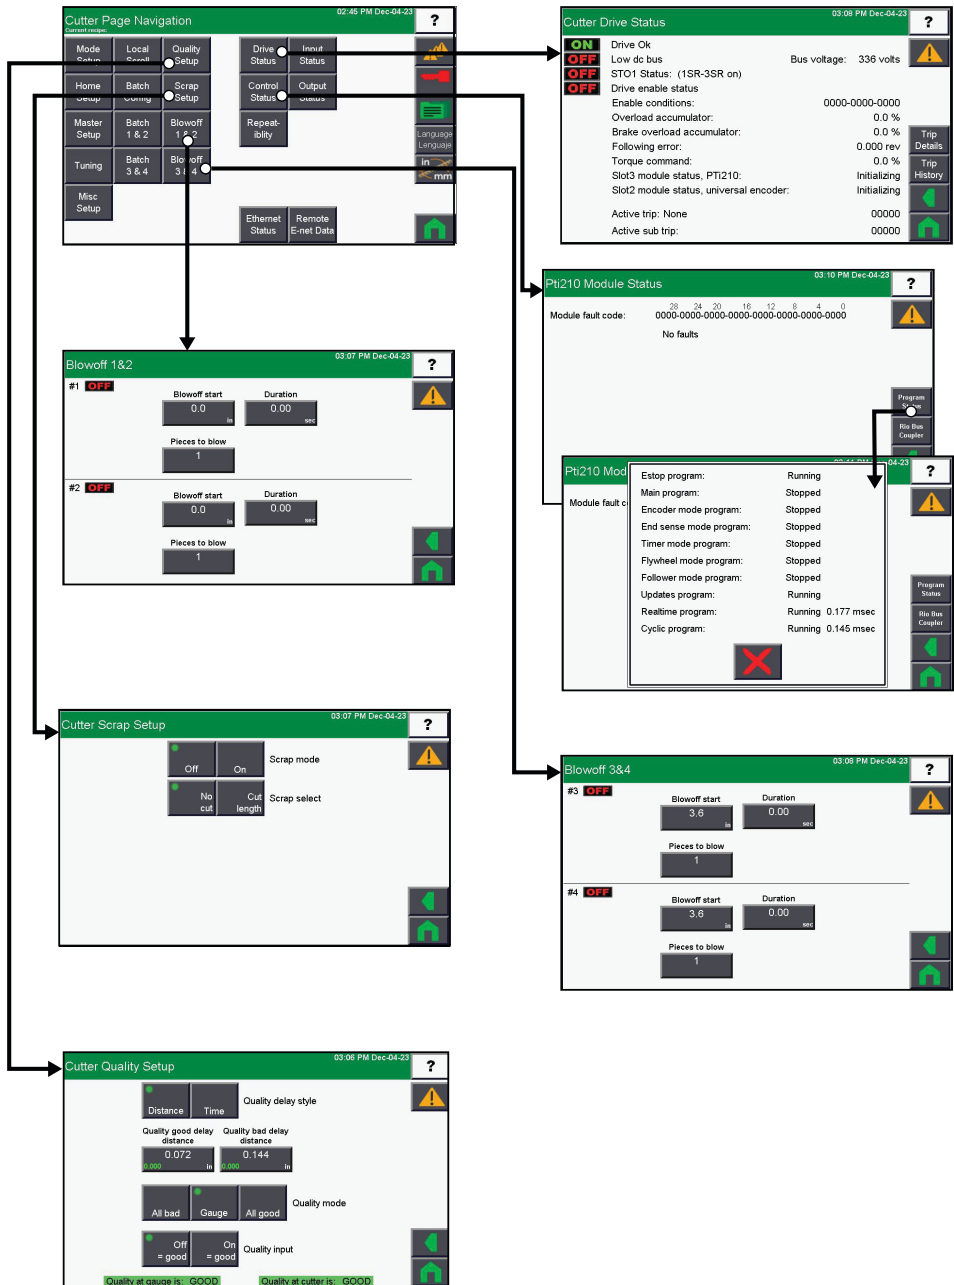 Cutter Page Navigation
02:45 PM Dec-04-23
?
Current recipe:
Mode Setup
Local Scroll
Quality Setup
Drive Status
Input Status
Home Setup
Batch Config
Scrap Setup
Control Status
Output Status
Master Setup
Batch 1 & 2
Blowoff 1 & 2
Repeat-iblity
Language Lenguaje
Tuning
Batch 3 & 4
Blowoff 3 & 4
in mm
Misc Setup
Ethernet Status
Remote E-net Data
Cutter Drive Status
03:08 PM Dec-04-23
?
ON Drive Ok
OFF Low dc bus Bus voltage: 336 volts
OFF STO1 Status: (1SR-3SR on)
OFF Drive enable status
Enable conditions: 0000-0000-0000
Overload accumulator: 0.0 %
Brake overload accumulator: 0.0 %
Following error: 0.000 rev
Torque command: 0.0 %
Slot3 module status, PTi210: Initializing
Slot2 module status, universal encoder: Initializing
Active trip: None 00000
Active sub trip: 00000
Trip Details
Trip History
Pti210 Module Status
03:10 PM Dec-04-23
?
28 24 20 16 12 8 4 0
Module fault code: 0000-0000-0000-0000-0000-0000-0000
No faults
Program Status
Rio Bus Coupler
Blowoff 1&2
03:07 PM Dec-04-23
?
#1 OFF
Blowoff start Duration
0.0 in 0.00 sec
Pieces to blow
1
#2 OFF
Blowoff start Duration
0.0 in 0.00 sec
Pieces to blow
1
Pti210 Mod
04-23
?
Module fault c
Estop program: Running
Main program: Stopped
Encoder mode program: Stopped
End sense mode program: Stopped
Timer mode program: Stopped
Flywheel mode program: Stopped
Follower mode program: Stopped
Updates program: Running
Realtime program: Running 0.177 msec
Cyclic program: Running 0.145 msec
Program Status
Rio Bus Coupler
Cutter Scrap Setup
03:07 PM Dec-04-23
?
Off On Scrap mode
No cut Cut length Scrap select
Blowoff 3&4
03:08 PM Dec-04-23
?
#3 OFF
Blowoff start Duration
3.6 in 0.00 sec
Pieces to blow
1
#4 OFF
Blowoff start Duration
3.6 in 0.00 sec
Pieces to blow
1
Cutter Quality Setup
03:06 PM Dec-04-23
?
Distance Time Quality delay style
Quality good delay distance
Quality bad delay distance
0.072 0.000 in
0.144 0.000 in
All bad Gauge All good Quality mode
Off = good On = good Quality input
Quality at gauge is: GOOD
Quality at cutter is: GOOD